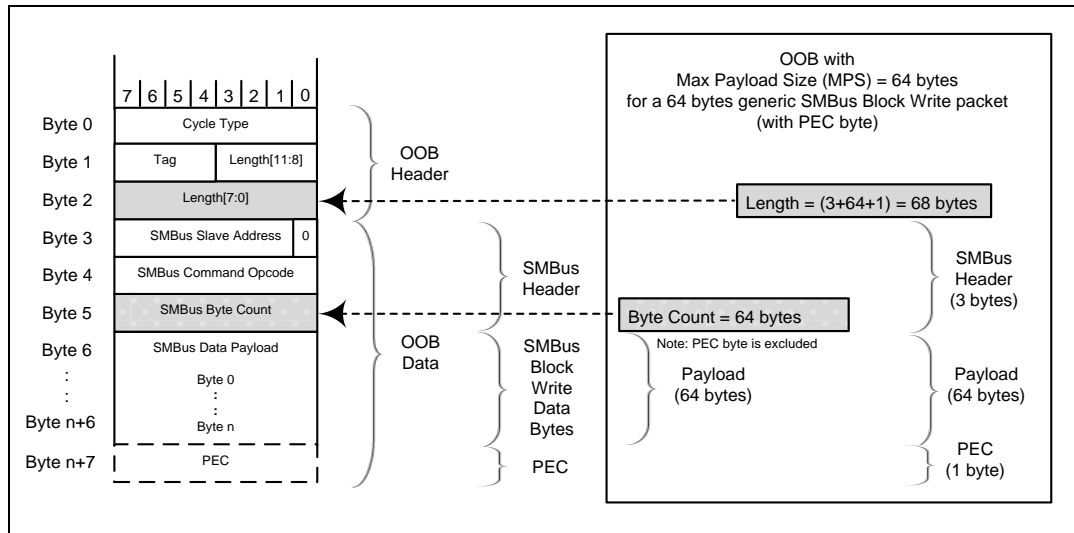 7 6 5 4 3 2 1 0
Byte 0
Cycle Type
Byte 1
Tag
Length[11:8]
Byte 2
Length[7:0]
OOB
Header
Byte 3
SMBus Slave Address
0
Byte 4
SMBus Command Opcode
Byte 5
SMBus Byte Count
SMBus
Header
Byte 6
SMBus Data Payload
:
:
Byte 0
:
:
Byte n+6
Byte n
OOB
Data
SMBus
Block
Write
Data
Bytes
Byte n+7
PEC
PEC
OOB with
Max Payload Size (MPS) = 64 bytes
for a 64 bytes generic SMBus Block Write packet
(with PEC byte)
Length = (3+64+1) = 68 bytes
SMBus
Header
(3 bytes)
Byte Count = 64 bytes
Note: PEC byte is excluded
Payload
(64 bytes)
Payload
(64 bytes)
PEC
(1 byte)